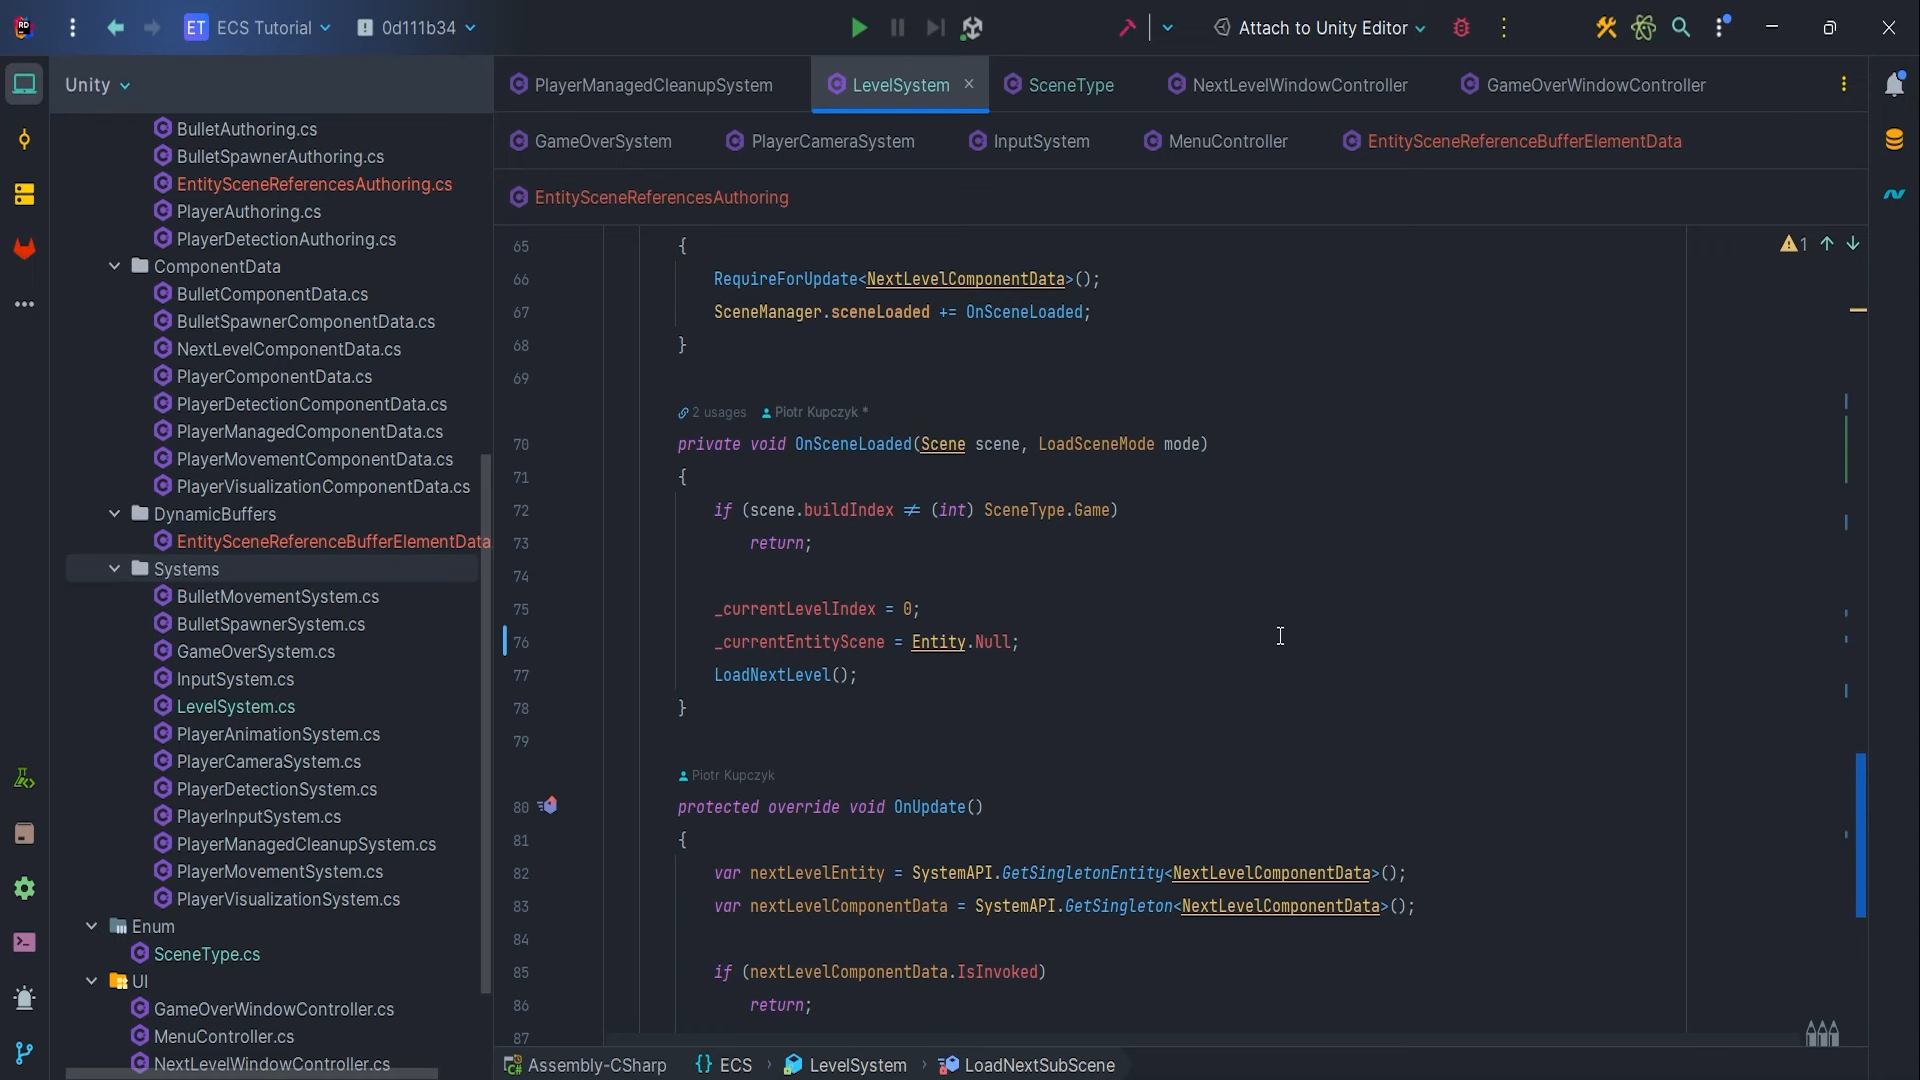 ET ECS Tutorial 0d111b34 Attach to Unity Editor
Unity
PlayerManagedCleanupSystem LevelSystem SceneType NextLevelWindowController GameOverWindowController
GameOverSystem PlayerCameraSystem InputSystem MenuController EntitySceneReferenceBufferElementData
EntitySceneReferencesAuthoring
BulletAuthoring.cs
BulletSpawnerAuthoring.cs
EntitySceneReferencesAuthoring.cs
PlayerAuthoring.cs
PlayerDetectionAuthoring.cs
ComponentData
BulletComponentData.cs
BulletSpawnerComponentData.cs
NextLevelComponentData.cs
PlayerComponentData.cs
PlayerDetectionComponentData.cs
PlayerManagedComponentData.cs
PlayerMovementComponentData.cs
PlayerVisualizationComponentData.cs
DynamicBuffers
EntitySceneReferenceBufferElementData
Systems
BulletMovementSystem.cs
BulletSpawnerSystem.cs
GameOverSystem.cs
InputSystem.cs
LevelSystem.cs
PlayerAnimationSystem.cs
PlayerCameraSystem.cs
PlayerDetectionSystem.cs
PlayerInputSystem.cs
PlayerManagedCleanupSystem.cs
PlayerMovementSystem.cs
PlayerVisualizationSystem.cs
Enum
SceneType.cs
UI
GameOverWindowController.cs
MenuController.cs
NextLevelWindowController.cs
1
65 {
66 RequireForUpdate<NextLevelComponentData>();
67 SceneManager.sceneLoaded += OnSceneLoaded;
68 }
69
2 usages Piotr Kupczyk *
70 private void OnSceneLoaded(Scene scene, LoadSceneMode mode)
71 {
72 if (scene.buildIndex ≠ (int) SceneType.Game)
73 return;
74
75 _currentLevelIndex = 0;
76 _currentEntityScene = Entity.Null;
77 LoadNextLevel();
78 }
79
Piotr Kupczyk
80 protected override void OnUpdate()
81 {
82 var nextLevelEntity = SystemAPI.GetSingletonEntity<NextLevelComponentData>();
83 var nextLevelComponentData = SystemAPI.GetSingleton<NextLevelComponentData>();
84
85 if (nextLevelComponentData.IsInvoked)
86 return;
87
Assembly-CSharp {} ECS LevelSystem LoadNextSubScene